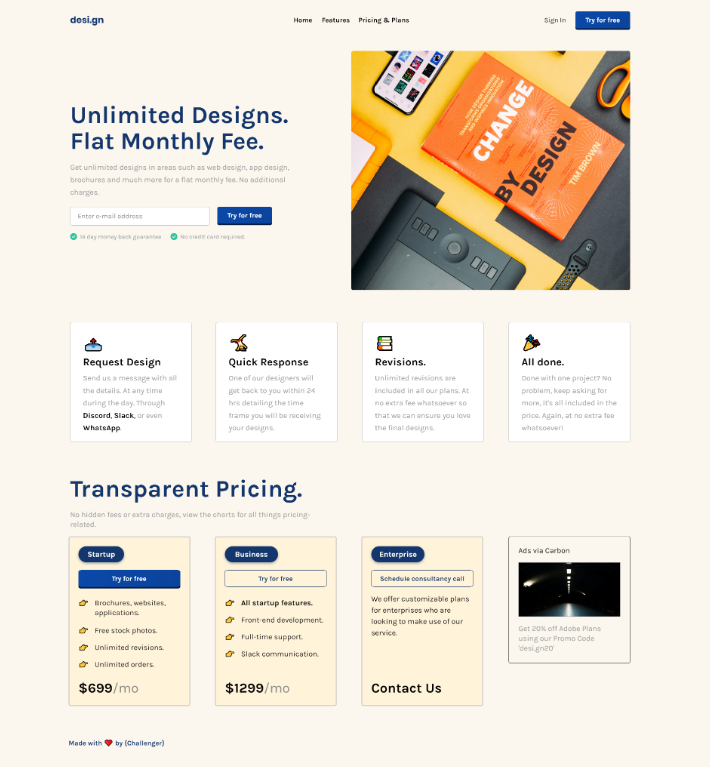 desi.gn
Home Features Pricing & Plans
Sign In
Try for free
Unlimited Designs.
Flat Monthly Fee.
Get unlimited designs in areas such as web design, app design,
brochures and much more for a flat monthly fee. No additional
charges.
Enter e-mail address
Try for free
14 day money back guarantee
No credit card required.
CHANGE
BY
DESIGN
TIM BROWN
Request Design
Send us a message with all
the details. At any time
during the day. Through
Discord, Slack, or even
WhatsApp.
Quick Response
One of our designers will
get back to you within 24
hrs detailing the time
frame you will be receiving
your designs.
Revisions.
Unlimited revisions are
included in all our plans. At
no extra fee whatsoever so
that we can ensure you love
the final designs.
All done.
Done with one project? No
problem, keep asking for
more, it's all included in the
price. Again, at no extra fee
whatsoever!
Transparent Pricing.
No hidden fees or extra charges, view the charts for all things pricing-
related.
Startup
Try for free
Brochures, websites,
applications.
Free stock photos.
Unlimited revisions.
Unlimited orders.
$699/mo
Business
Try for free
All startup features.
Front-end development.
Full-time support.
Slack communication.
$1299/mo
Enterprise
Schedule consultancy call
We offer customizable plans
for enterprises who are
looking to make use of our
service.
Contact Us
Ads via Carbon
Get 20% off Adobe Plans
using our Promo Code
'desi.gn20'
Made with ❤️ by {Challenger}